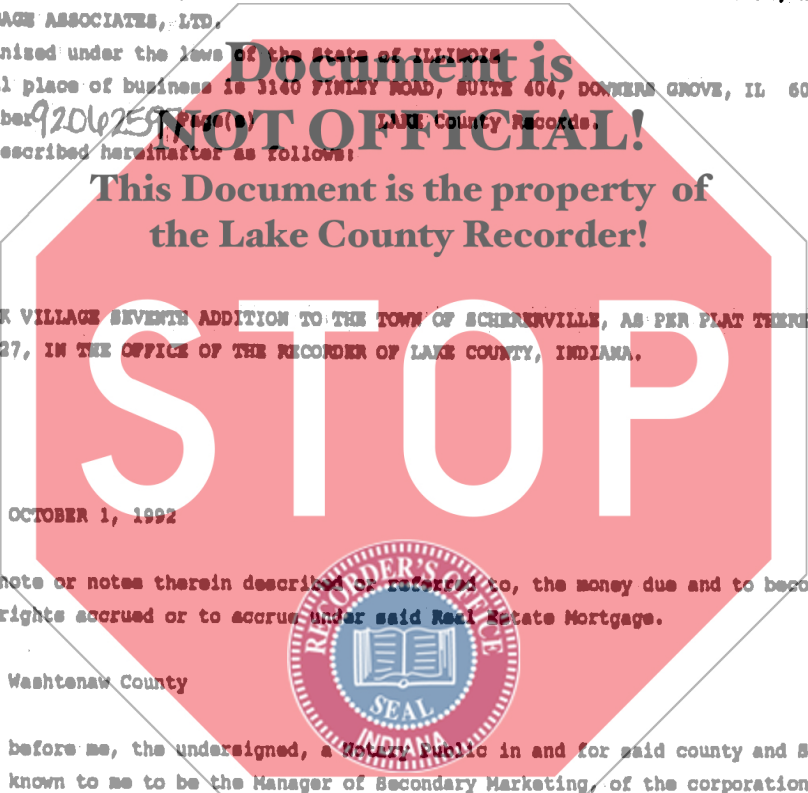 AGE ASSOCIATES, LTD.
nized under the laws of the State of ILLINOIS
l place of business is 3140 FINLEY ROAD, SUITE 404, DOWNERS GROVE, IL 60
ber Page(s) LAKE County Records.
escribed hereinafter as follows:
Document is
NOT OFFICIAL!
This Document is the property of
the Lake County Recorder!
STOP
K VILLAGE SEVENTH ADDITION TO THE TOWN OF SCHERERVILLE, AS PER PLAT THERE
27, IN THE OFFICE OF THE RECORDER OF LAKE COUNTY, INDIANA.
OCTOBER 1, 1992
note or notes therein described or referred to, the money due and to beco
rights accrued or to accrue under said Real Estate Mortgage.
RECORDER'S OFFICE
SEAL
INDIANA
Washtenaw County
before me, the undersigned, a Notary Public in and for said county and S
known to me to be the Manager of Secondary Marketing, of the corporation